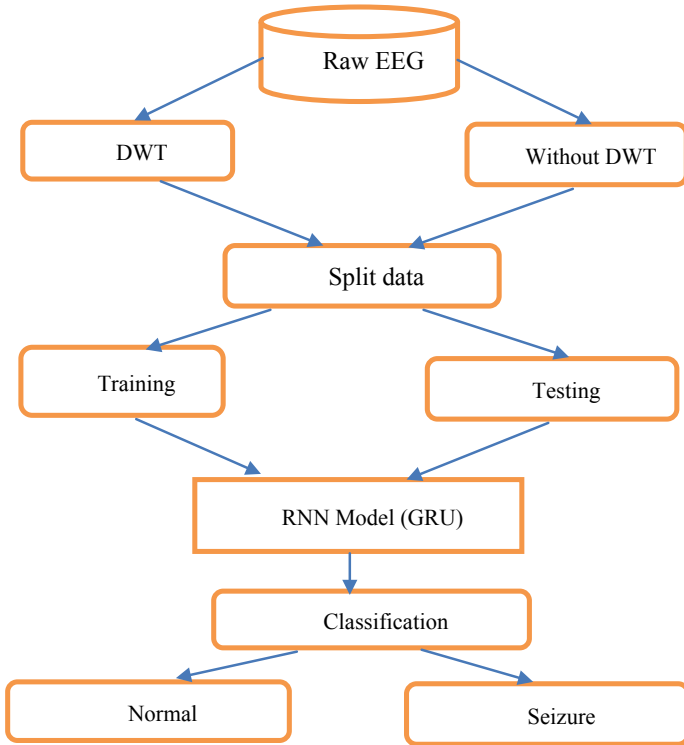 Raw EEG
DWT
Without DWT
Split data
Training
Testing
RNN Model (GRU)
Classification
Normal
Seizure